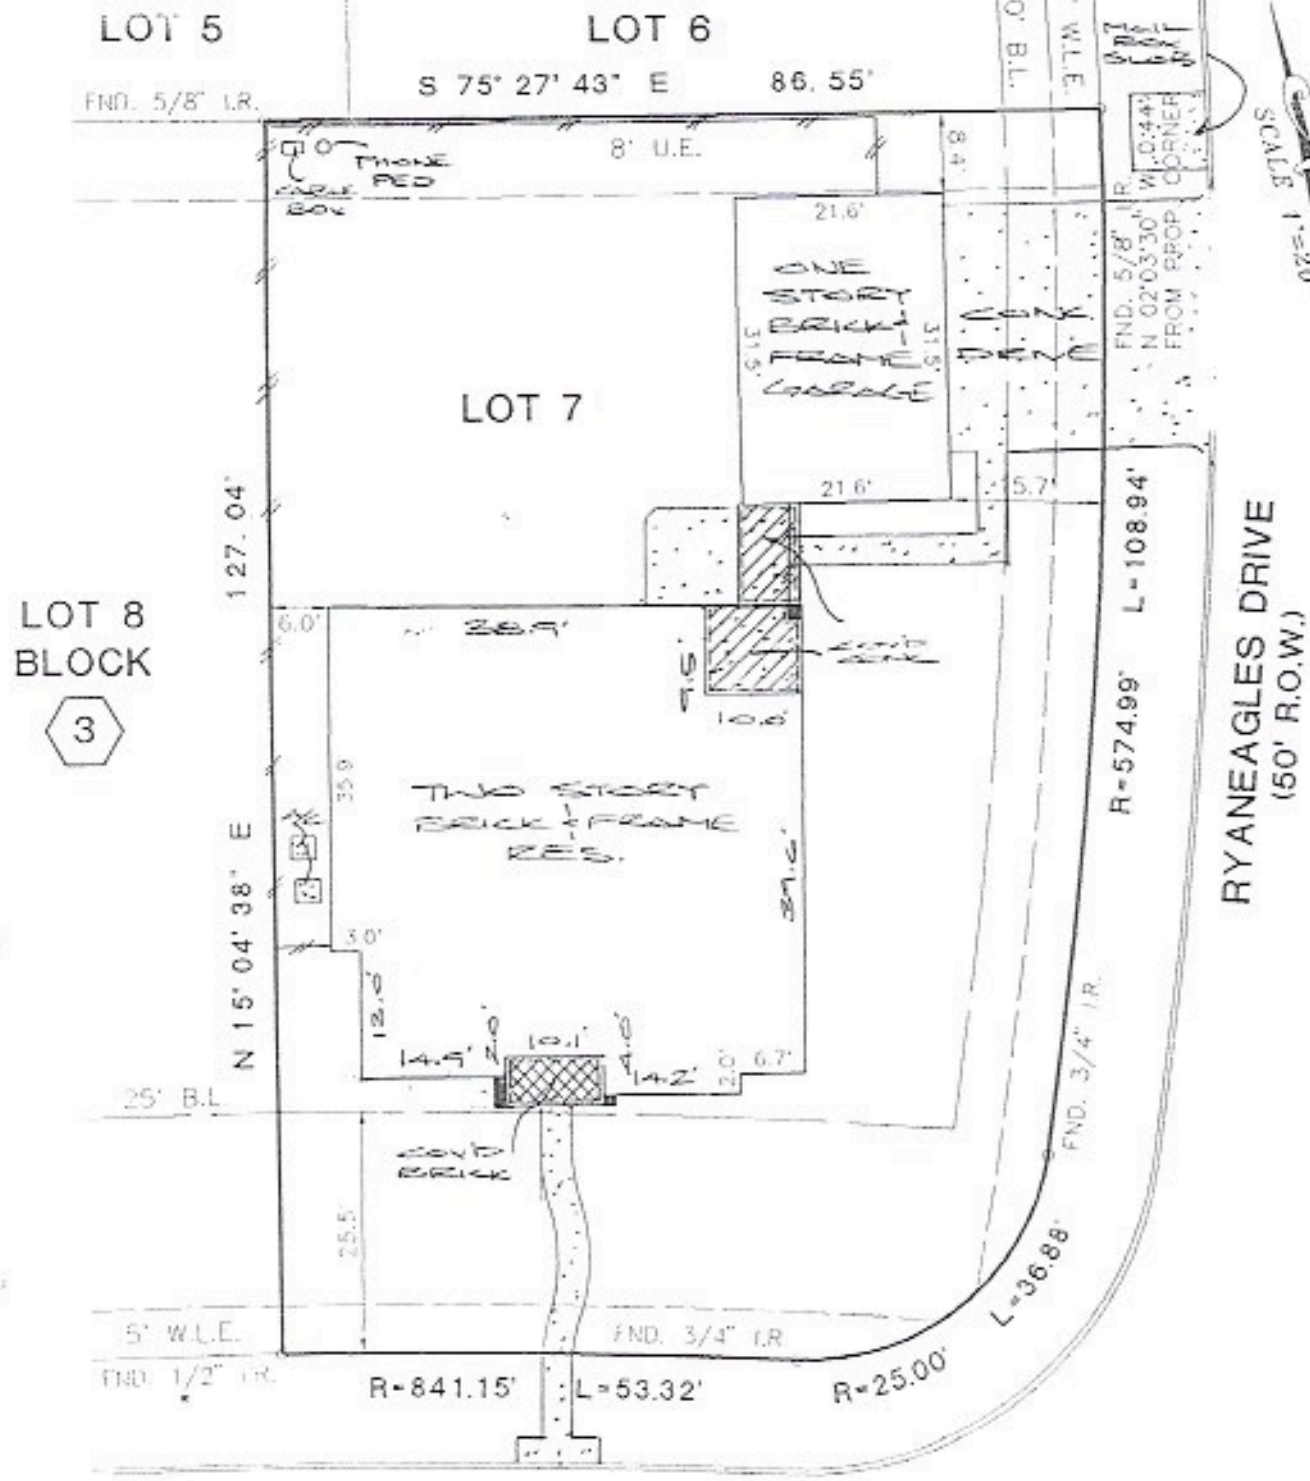 LOT 5
LOT 6
0' B.L.
W.L.E.
S 75° 27' 43" E 86.55'
FND. 5/8" I.R.
8' U.E.
8.4'
PHONE
PED
BOX
0.44'
CORNER
SCALE 1"=20'
21.6'
ONE
STORY
BRICK &
FRAME
GARAGE
31.5'
31.5'
CONC.
DRIVE
FND. 5/8" I.R.
N 02°03'30" W
FROM PROP
LOT 7
21.6'
5.7'
127.04'
N 15° 04' 38" E
L=108.94'
R=574.99'
RYANEAGLES DRIVE
(50' R.O.W.)
LOT 8
BLOCK
3
6.0'
38.9'
9.5'
10.6'
COV'D
CONC
35.9
TWO STORY
BRICK & FRAME
RES.
A/C
39.6'
3.0'
12.0'
14.9'
2.0'
10.1'
4.0'
14.2'
2.0'
6.7'
25' B.L.
COV'D
BRICK
25.5'
FND. 3/4" I.R.
L=36.88'
5' W.L.E.
FND. 3/4" I.R.
FND. 1/2" I.R.
R=841.15' L=53.32'
R=25.00'